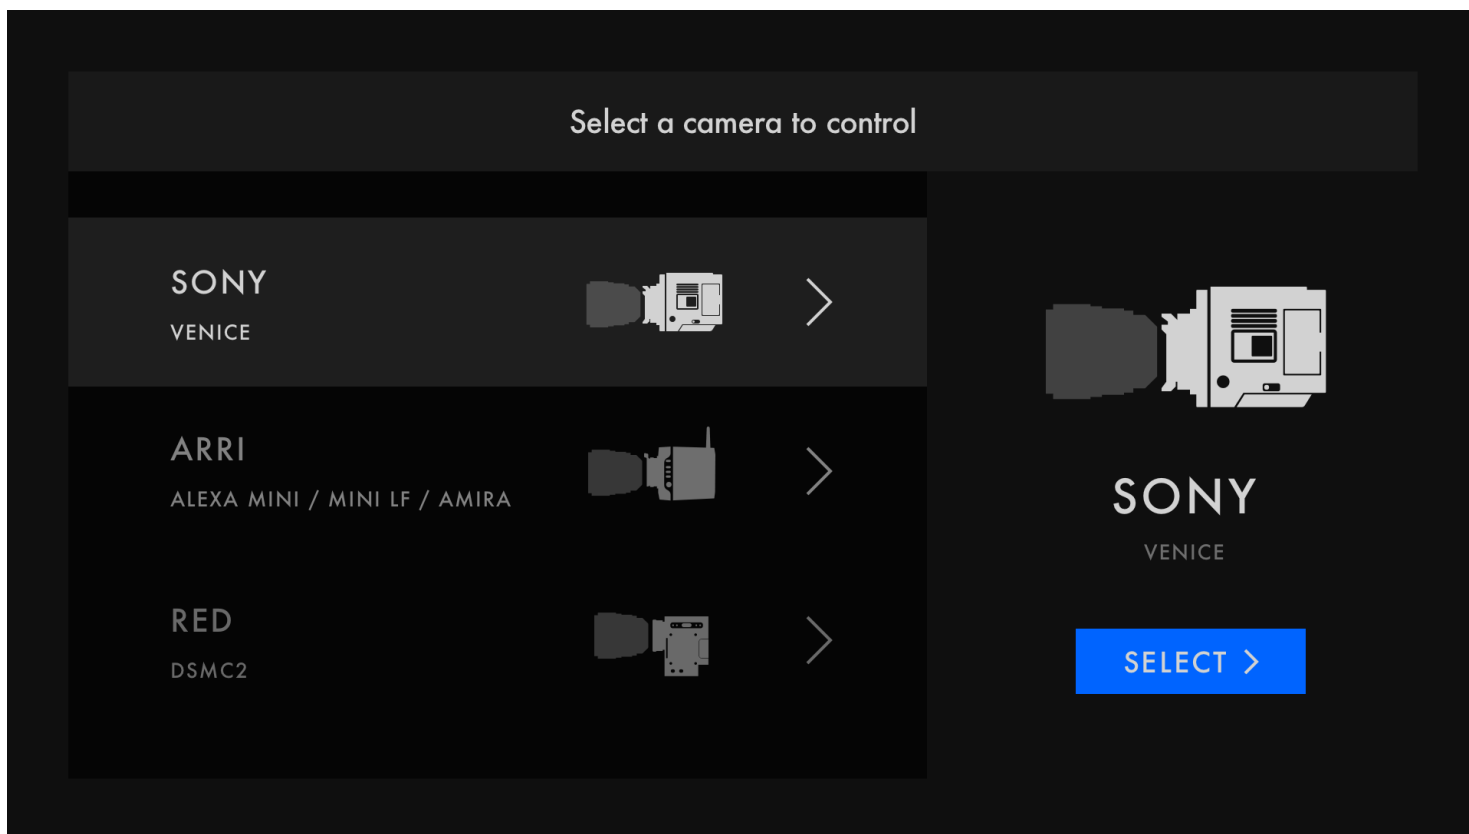 Select a camera to control
SONY
VENICE
ARRI
ALEXA MINI / MINI LF / AMIRA
RED
DSMC2
SONY
VENICE
SELECT >